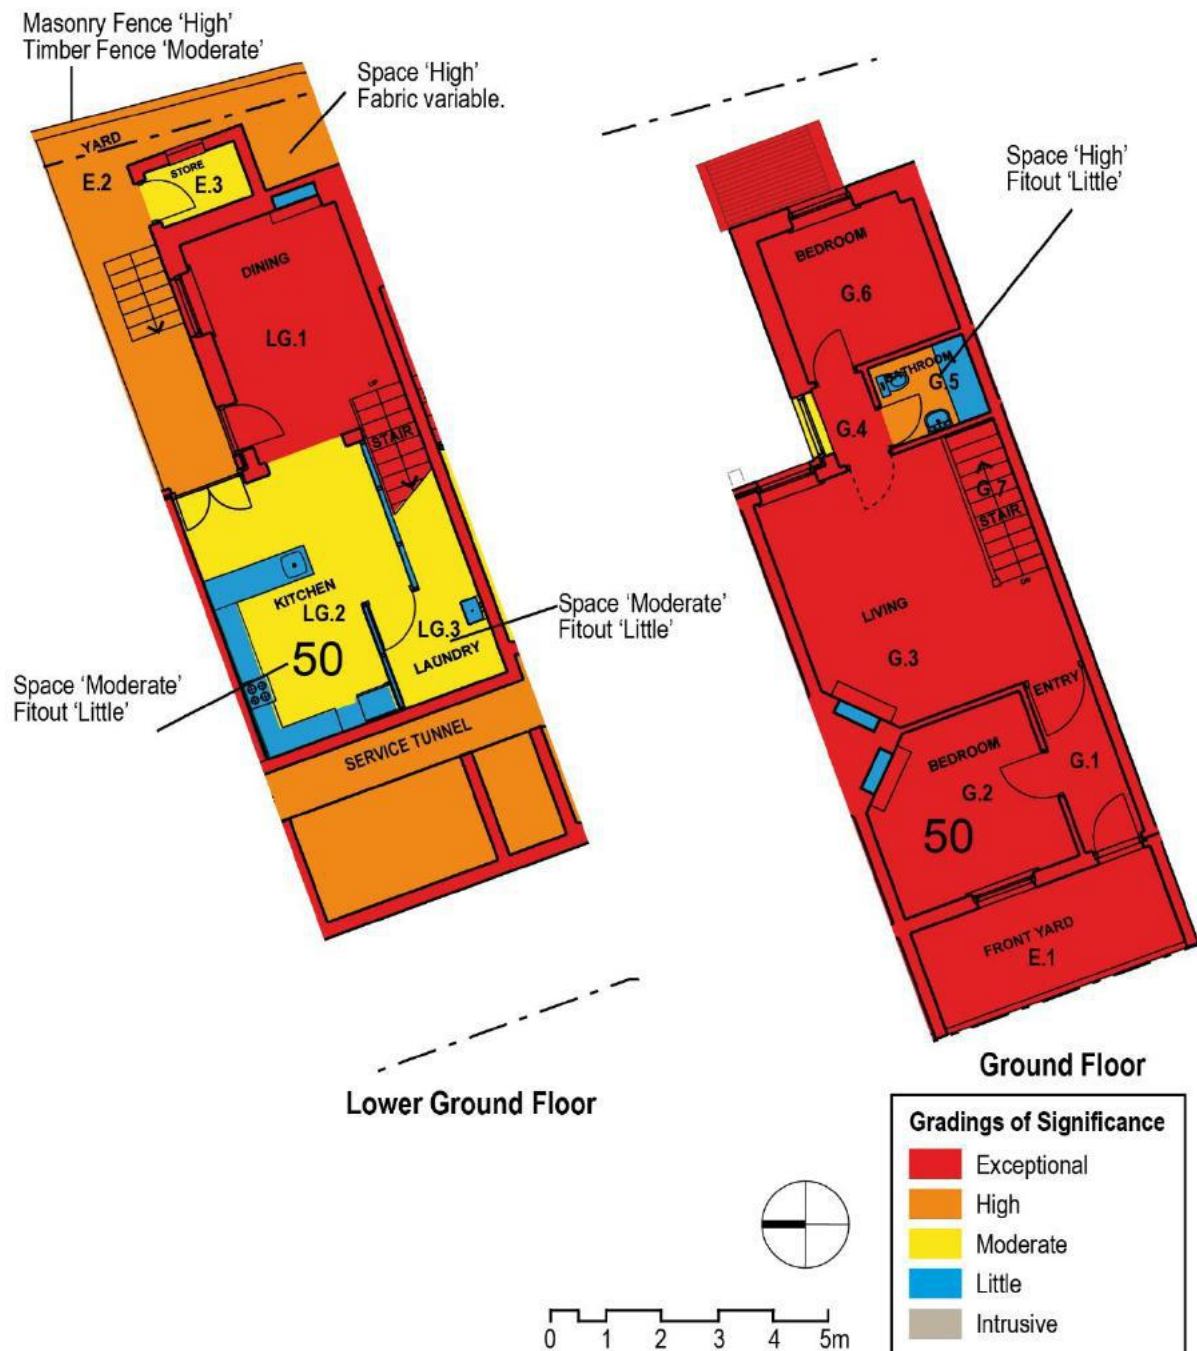 Masonry Fence ‘High’
Timber Fence ‘Moderate’
Space ‘High’
Fabric variable.
YARD
E.2
STORE
E.3
DINING
LG.1
UP
STAIR
KITCHEN
LG.2
50
LG.3
LAUNDRY
Space ‘Moderate’
Fitout ‘Little’
Space ‘Moderate’
Fitout ‘Little’
SERVICE TUNNEL
Lower Ground Floor
Space ‘High’
Fitout ‘Little’
BEDROOM
G.6
BATHROOM
G.5
G.4
G.7
STAIR
LIVING
G.3
ENTRY
BEDROOM
G.2
G.1
50
FRONT YARD
E.1
Ground Floor
Gradings of Significance
Exceptional
High
Moderate
Little
Intrusive
0 1 2 3 4 5m